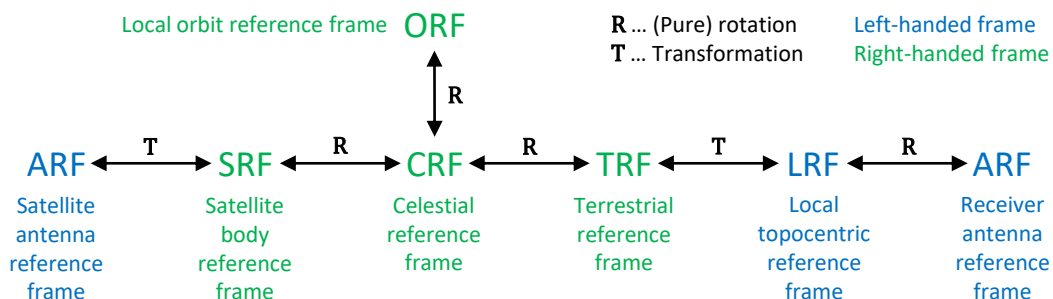 Local orbit reference frame ORF
R ... (Pure) rotation
Left-handed frame
T ... Transformation
Right-handed frame
R
ARF T SRF R CRF R TRF T LRF R ARF
Satellite
antenna
reference
frame
Satellite
body
reference
frame
Celestial
reference
frame
Terrestrial
reference
frame
Local
topocentric
reference
frame
Receiver
antenna
reference
frame